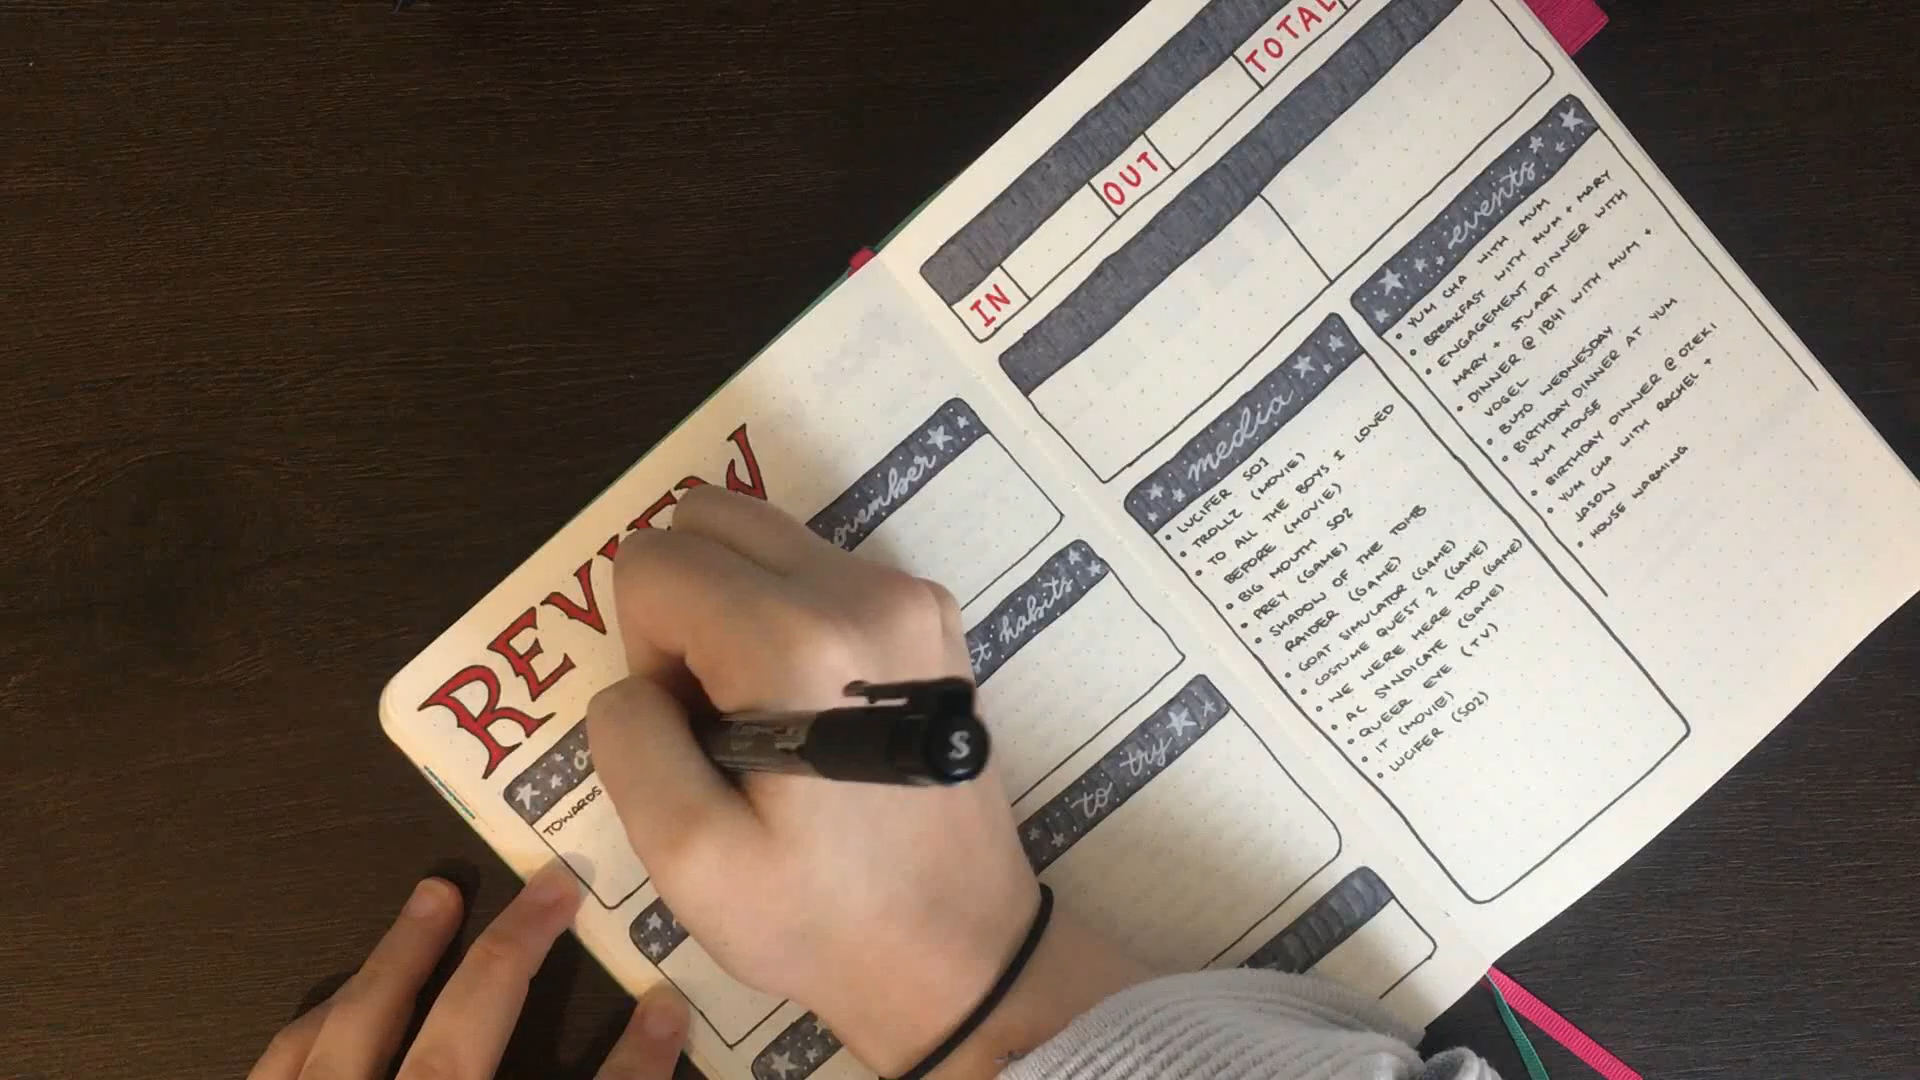 REVIEW
TOWARDS
ovember
st habits
to try
IN
OUT
TOTAL
media
• LUCIFER S01
• TROLLZ (MOVIE)
• TO ALL THE BOYS I LOVED
BEFORE (MOVIE)
• BIG MOUTH S02
• PREY (GAME)
• SHADOW OF THE TOMB
RAIDER (GAME)
• GOAT SIMULATOR (GAME)
• COSTUME QUEST 2 (GAME)
• WE WERE HERE TOO (GAME)
• AC SYNDICATE (GAME)
• QUEER EYE (TV)
• IT (MOVIE)
• LUCIFER (S02)
events
• YUM CHA WITH MUM
• BREAKFAST WITH MUM + MARY
• ENGAGEMENT DINNER WITH
MARY + STUART
• DINNER @ 1841 WITH MUM +
VOGEL
• BUJO WEDNESDAY
• BIRTHDAY DINNER AT YUM
YUM HOUSE
• BIRTHDAY DINNER @ OZEKI
• YUM CHA WITH RACHEL +
JASON
• HOUSE WARMING
S